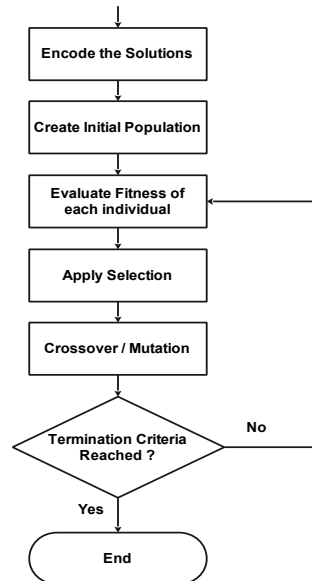 Encode the Solutions
Create Initial Population
Evaluate Fitness of
each individual
Apply Selection
Crossover / Mutation
Termination Criteria
Reached ?
No
Yes
End